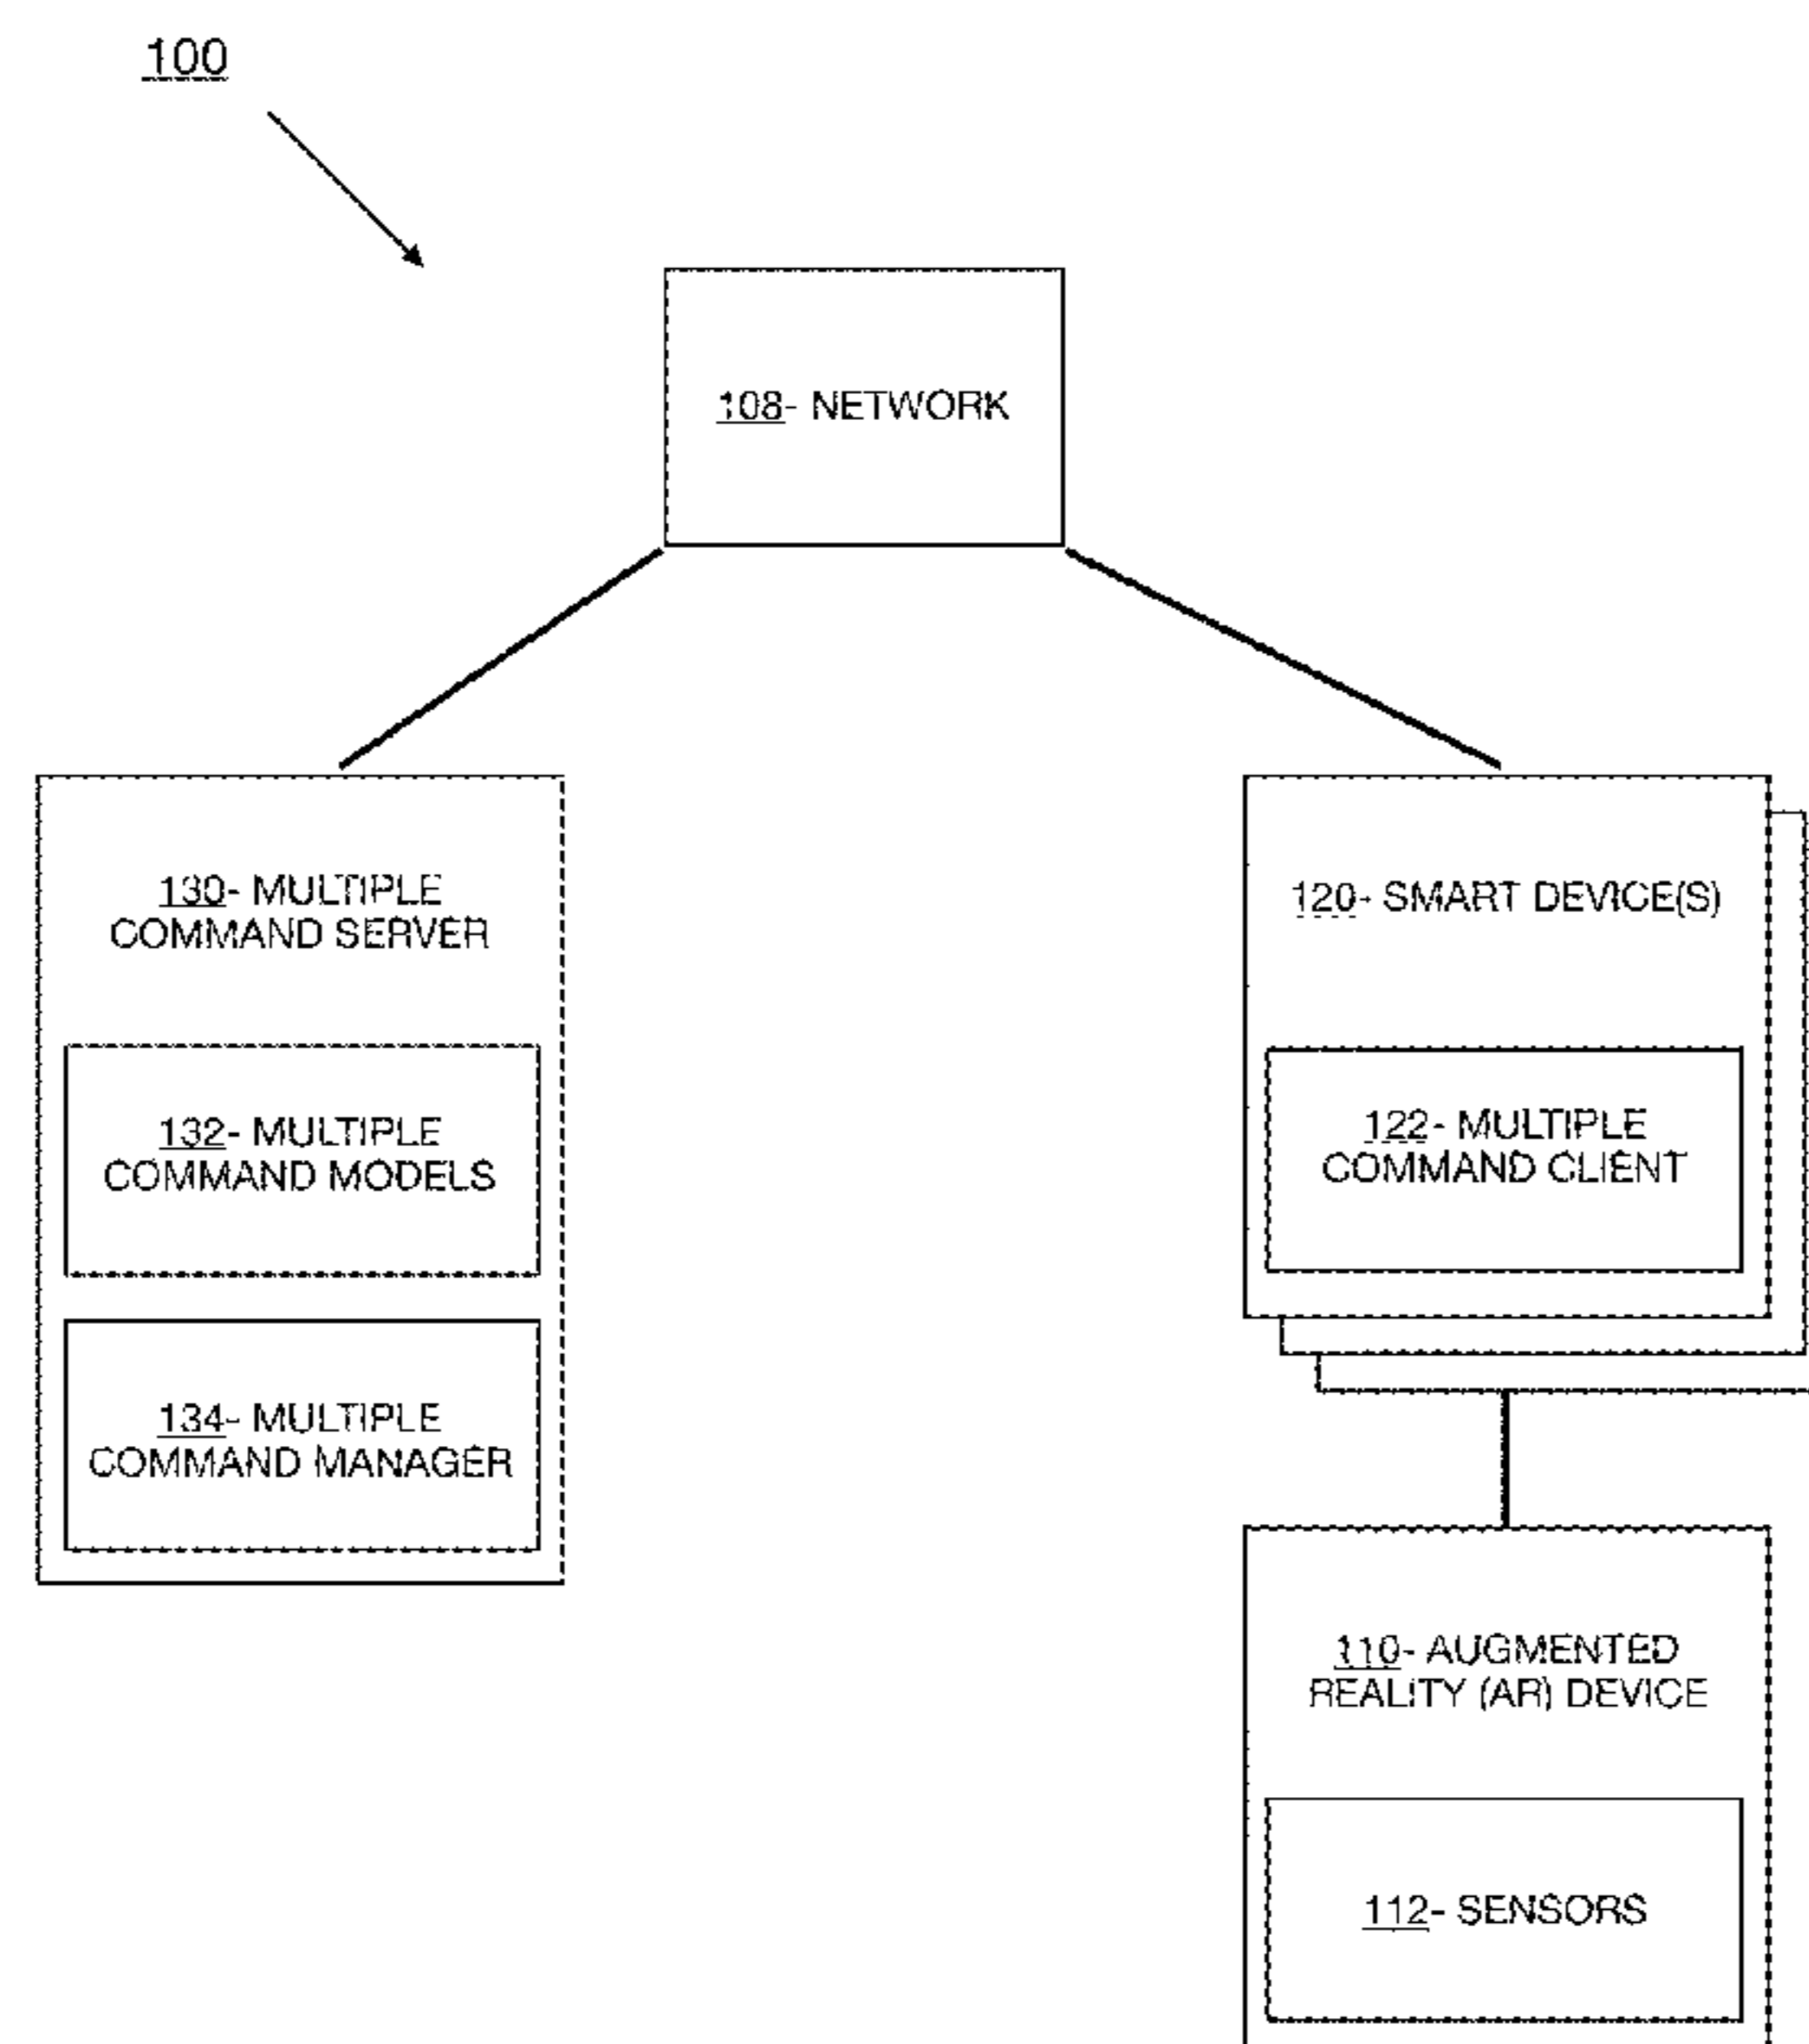 100
108- NETWORK
130- MULTIPLE
COMMAND SERVER
132- MULTIPLE
COMMAND MODELS
134- MULTIPLE
COMMAND MANAGER
120- SMART DEVICE(S)
122- MULTIPLE
COMMAND CLIENT
110- AUGMENTED
REALITY (AR) DEVICE
112- SENSORS